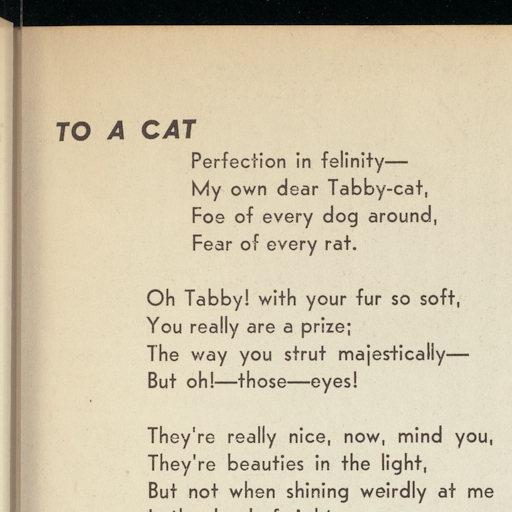 TO A CAT
Perfection in felinity—
My own dear Tabby-cat,
Foe of every dog around,
Fear of every rat.
Oh Tabby! with your fur so soft,
You really are a prize;
The way you strut majestically—
But oh!—those—eyes!
They're really nice, now, mind you,
They're beauties in the light,
But not when shining weirdly at me